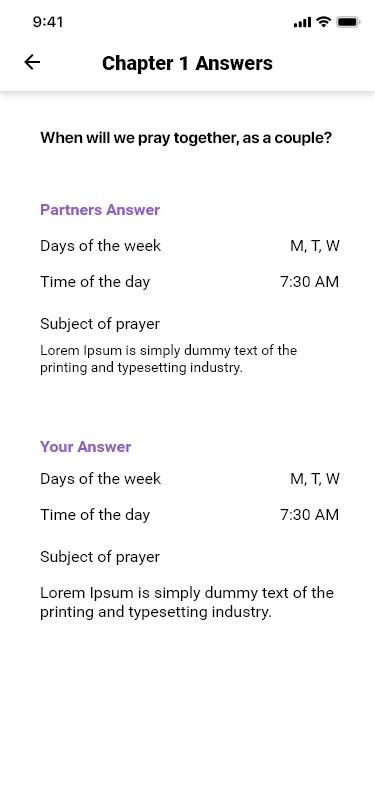 9:41
Chapter 1 Answers
When will we pray together, as a couple?
Partners Answer
Days of the week M, T, W
Time of the day 7:30 AM
Subject of prayer
Lorem Ipsum is simply dummy text of the
printing and typesetting industry.
Your Answer
Days of the week M, T, W
Time of the day 7:30 AM
Subject of prayer
Lorem Ipsum is simply dummy text of the
printing and typesetting industry.